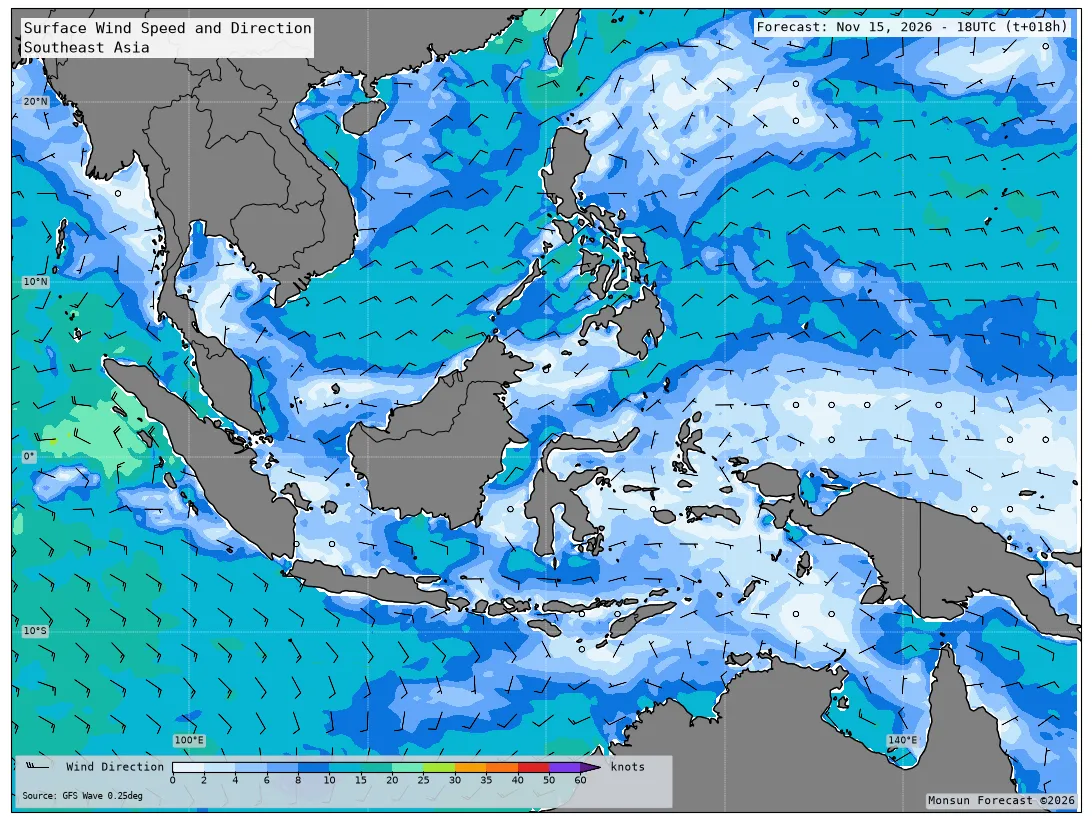 Surface Wind Speed and Direction
Southeast Asia
Forecast: Nov 15, 2026 - 18UTC (t+018h)
20°N
10°N
0°
10°S
100°E
140°E
Wind Direction
0 2 4 6 8 10 15 20 25 30 35 40 50 60
knots
Source: GFS Wave 0.25deg
Monsun Forecast ©2026